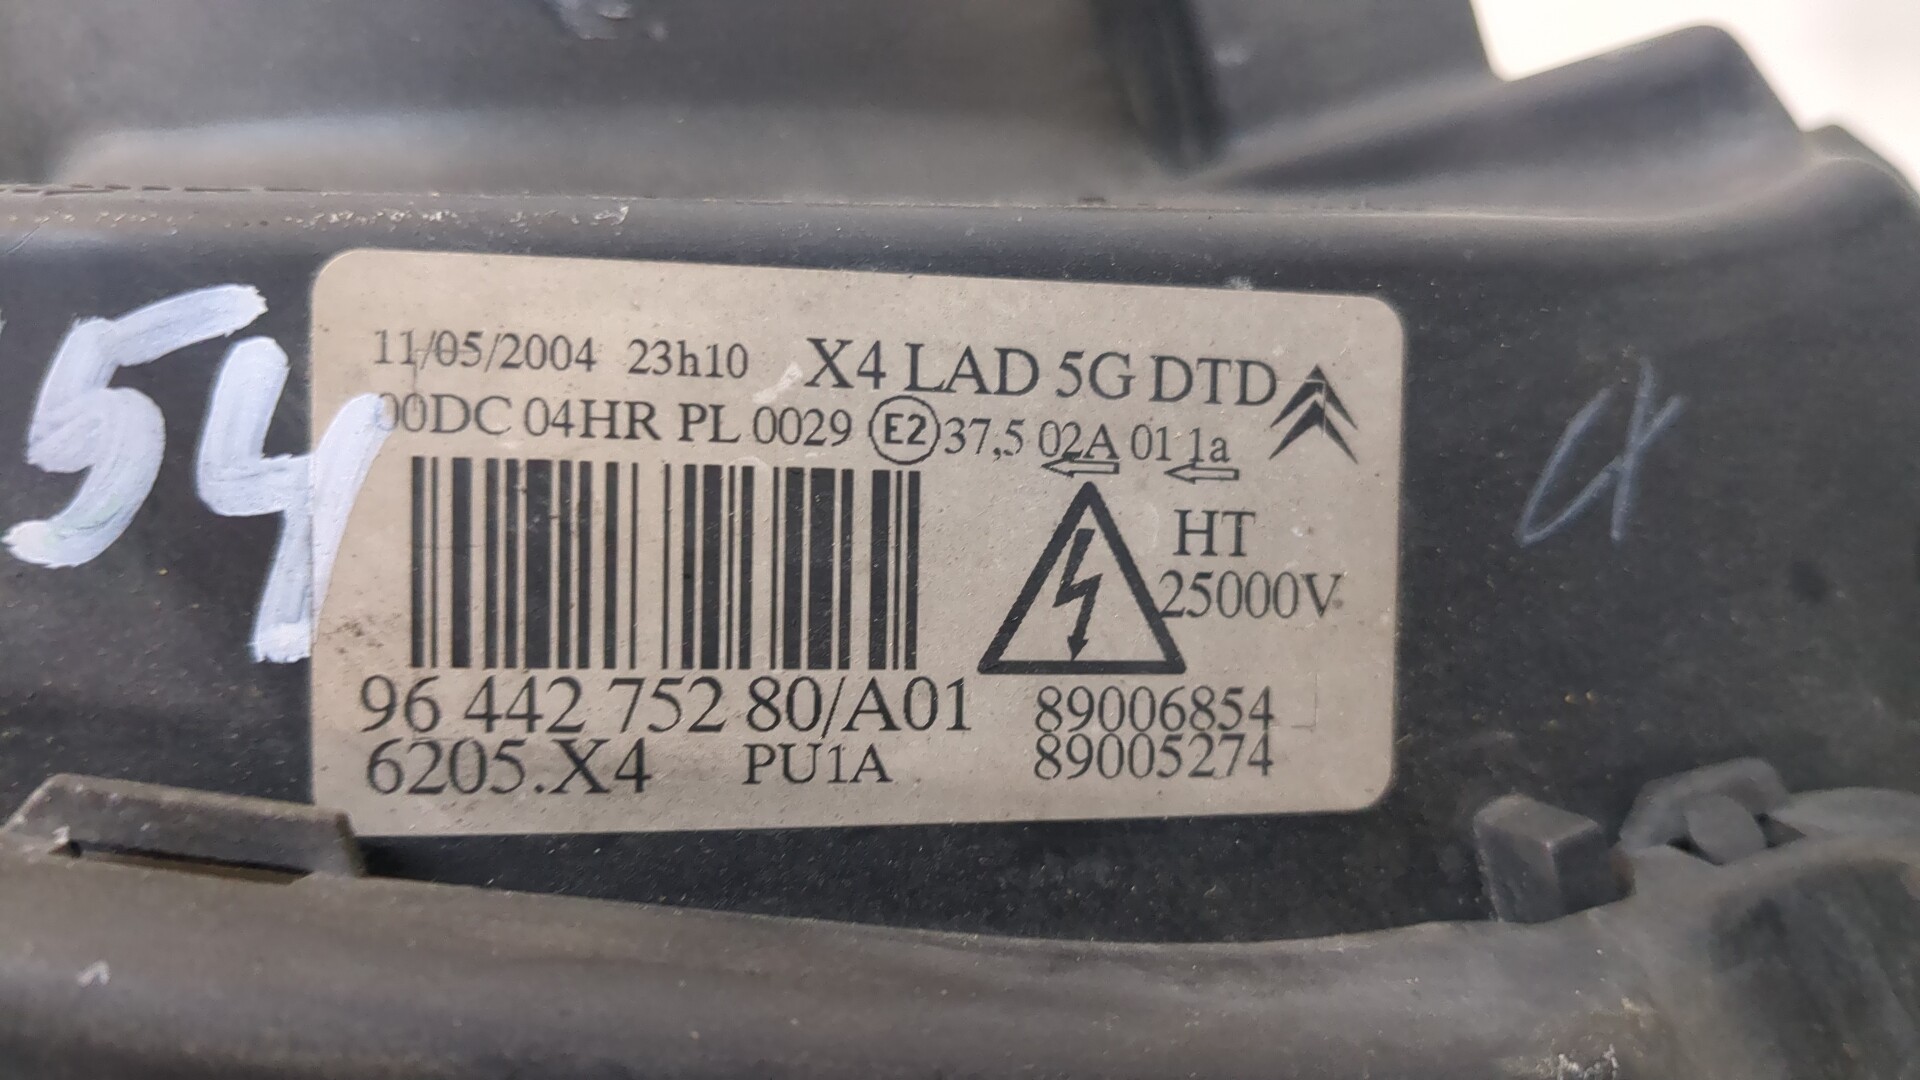 54
11/05/2004 23h10 X4 LAD 5G DTD
00DC 04HR PL 0029 E2 37,5 02A 01 1a
HT
25000V
96 442 752 80/A01 89006854
6205.X4 PU1A 89005274